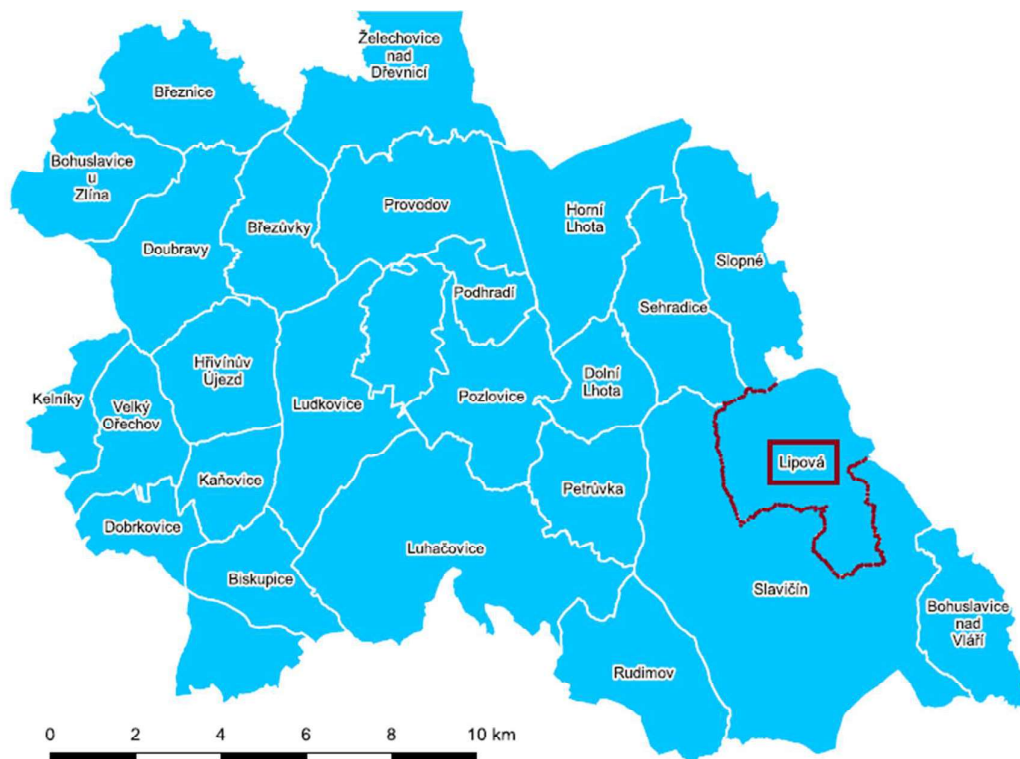 Želechovice
nad
Dřevnicí
Březnice
Bohuslavice
u
Zlína
Provodov
Horní
Lhota
Březůvky
Doubravy
Slopné
Podhradí
Sehradice
Hřivínův
Újezd
Dolní
Lhota
Kelníky
Velký
Ořechov
Ludkovice
Pozlovice
Lipová
Kaňovice
Petrůvka
Dobrkovice
Luhačovice
Biskupice
Slavičín
Bohuslavice
nad
Vláří
Rudimov
0 2 4 6 8 10 km